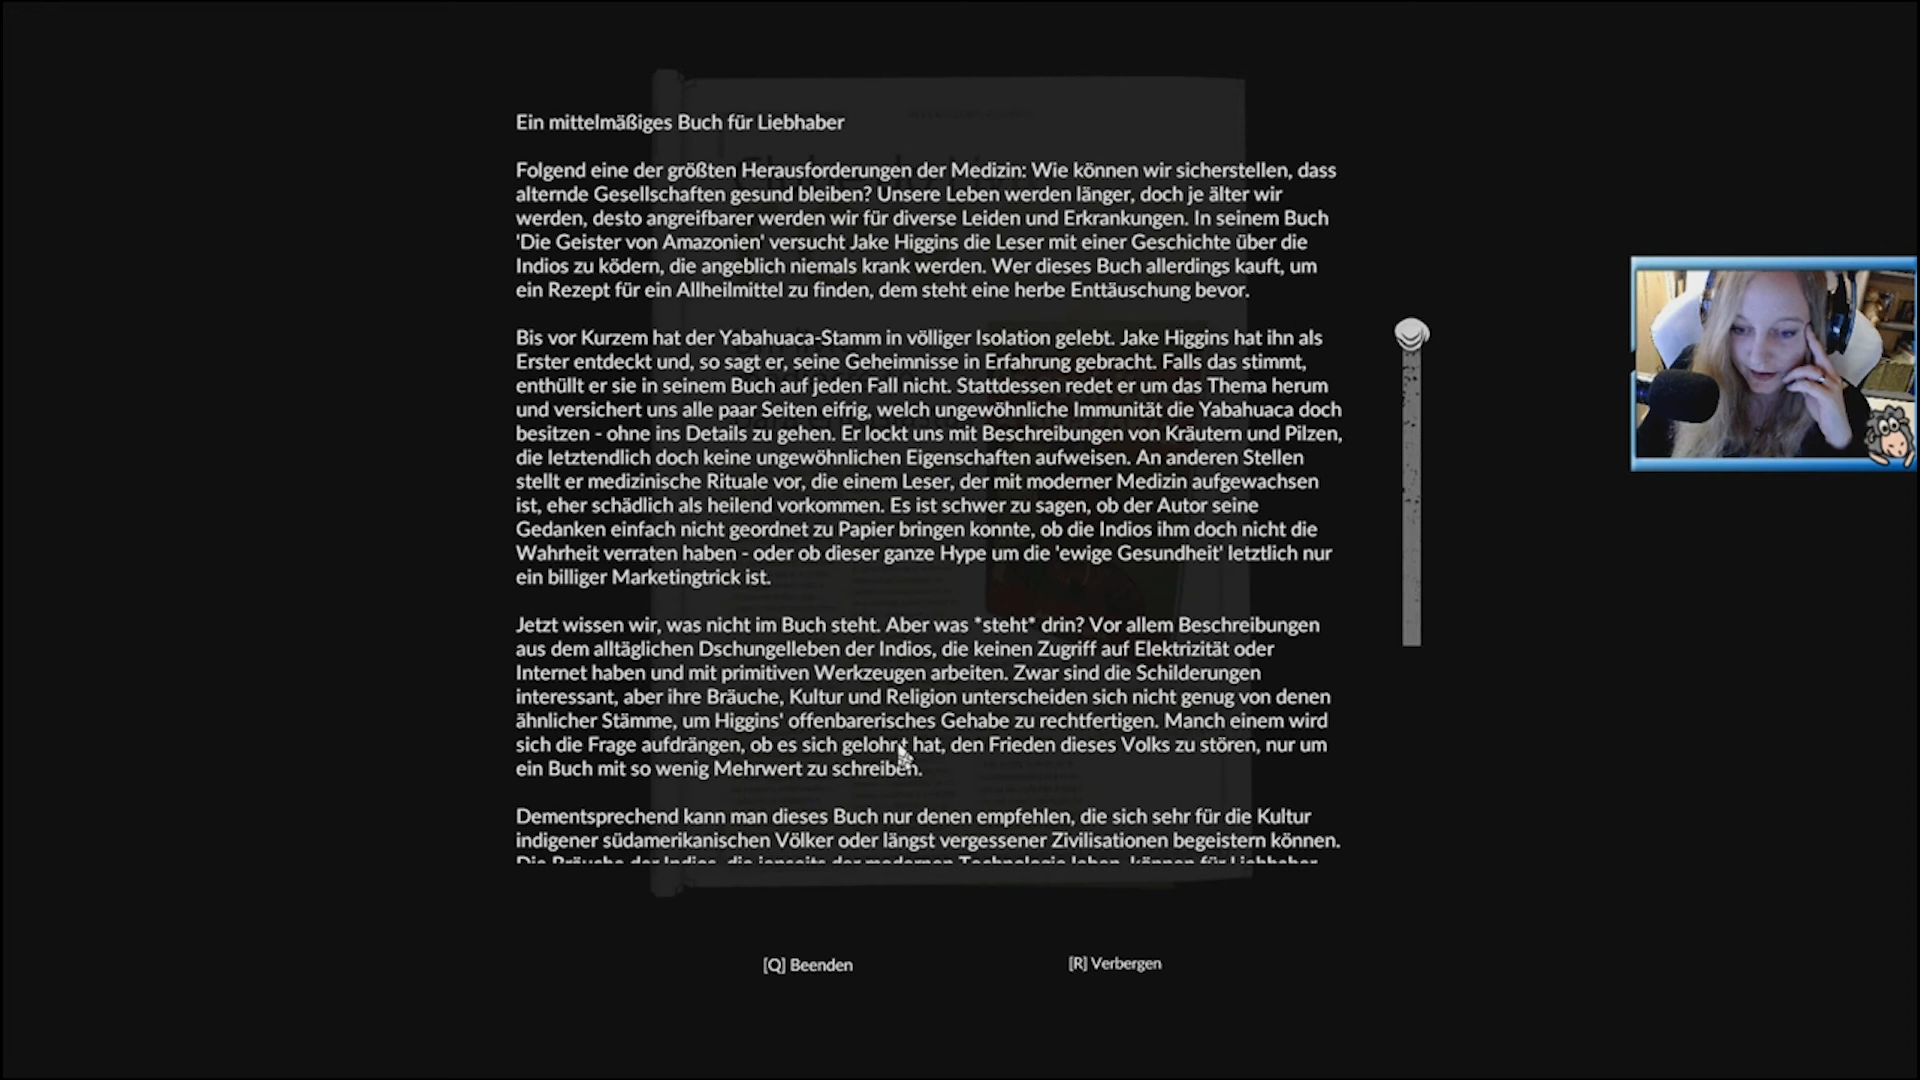 Ein mittelmäßiges Buch für Liebhaber
Folgend eine der größten Herausforderungen der Medizin: Wie können wir sicherstellen, dass
alternde Gesellschaften gesund bleiben? Unsere Leben werden länger, doch je älter wir
werden, desto angreifbarer werden wir für diverse Leiden und Erkrankungen. In seinem Buch
'Die Geister von Amazonien' versucht Jake Higgins die Leser mit einer Geschichte über die
Indios zu ködern, die angeblich niemals krank werden. Wer dieses Buch allerdings kauft, um
ein Rezept für ein Allheilmittel zu finden, dem steht eine herbe Enttäuschung bevor.
Bis vor Kurzem hat der Yabahuaca-Stamm in völliger Isolation gelebt. Jake Higgins hat ihn als
Erster entdeckt und, so sagt er, seine Geheimnisse in Erfahrung gebracht. Falls das stimmt,
enthüllt er sie in seinem Buch auf jeden Fall nicht. Stattdessen redet er um das Thema herum
und versichert uns alle paar Seiten eifrig, welch ungewöhnliche Immunität die Yabahuaca doch
besitzen - ohne ins Details zu gehen. Er lockt uns mit Beschreibungen von Kräutern und Pilzen,
die letztendlich doch keine ungewöhnlichen Eigenschaften aufweisen. An anderen Stellen
stellt er medizinische Rituale vor, die einem Leser, der mit moderner Medizin aufgewachsen
ist, eher schädlich als heilend vorkommen. Es ist schwer zu sagen, ob der Autor seine
Gedanken einfach nicht geordnet zu Papier bringen konnte, ob die Indios ihm doch nicht die
Wahrheit verraten haben - oder ob dieser ganze Hype um die 'ewige Gesundheit' letztlich nur
ein billiger Marketingtrick ist.
Jetzt wissen wir, was nicht im Buch steht. Aber was *steht* drin? Vor allem Beschreibungen
aus dem alltäglichen Dschungelleben der Indios, die keinen Zugriff auf Elektrizität oder
Internet haben und mit primitiven Werkzeugen arbeiten. Zwar sind die Schilderungen
interessant, aber ihre Bräuche, Kultur und Religion unterscheiden sich nicht genug von denen
ähnlicher Stämme, um Higgins' offenbarerisches Gehabe zu rechtfertigen. Manch einem wird
sich die Frage aufdrängen, ob es sich gelohnt hat, den Frieden dieses Volks zu stören, nur um
ein Buch mit so wenig Mehrwert zu schreiben.
Dementsprechend kann man dieses Buch nur denen empfehlen, die sich sehr für die Kultur
indigener südamerikanischen Völker oder längst vergessener Zivilisationen begeistern können.
Die Bräuche der Indios, die jenseits der modernen Technologie leben, können für Liebhaber
[Q] Beenden
[R] Verbergen